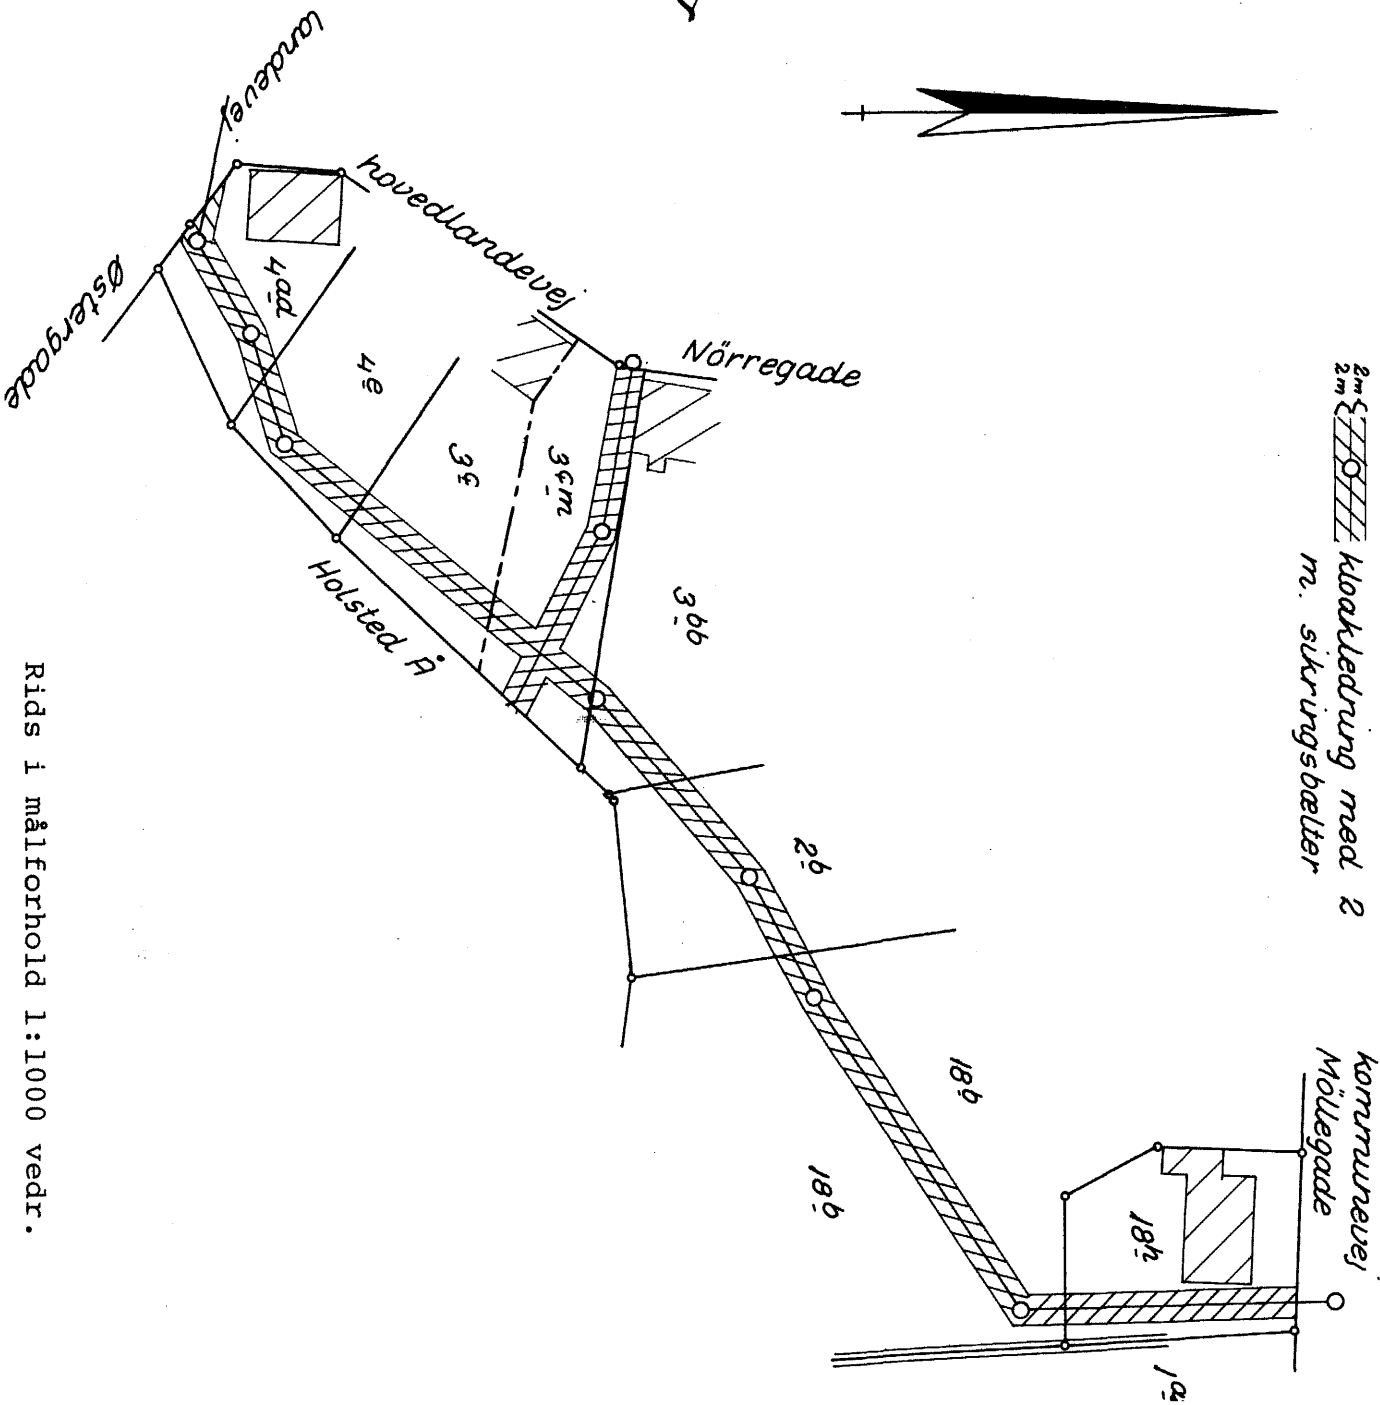 2m
2m
kloakledning med 2
m. sikringsbælter
kommunevej
Möllegade
landevej.
hovedlandevej
Nörregade
Østergade
4ad
4e
3f
3fm
3bb
2b
18b
18b
18h
Holsted Å
Rids i målforhold 1:1000 vedr.